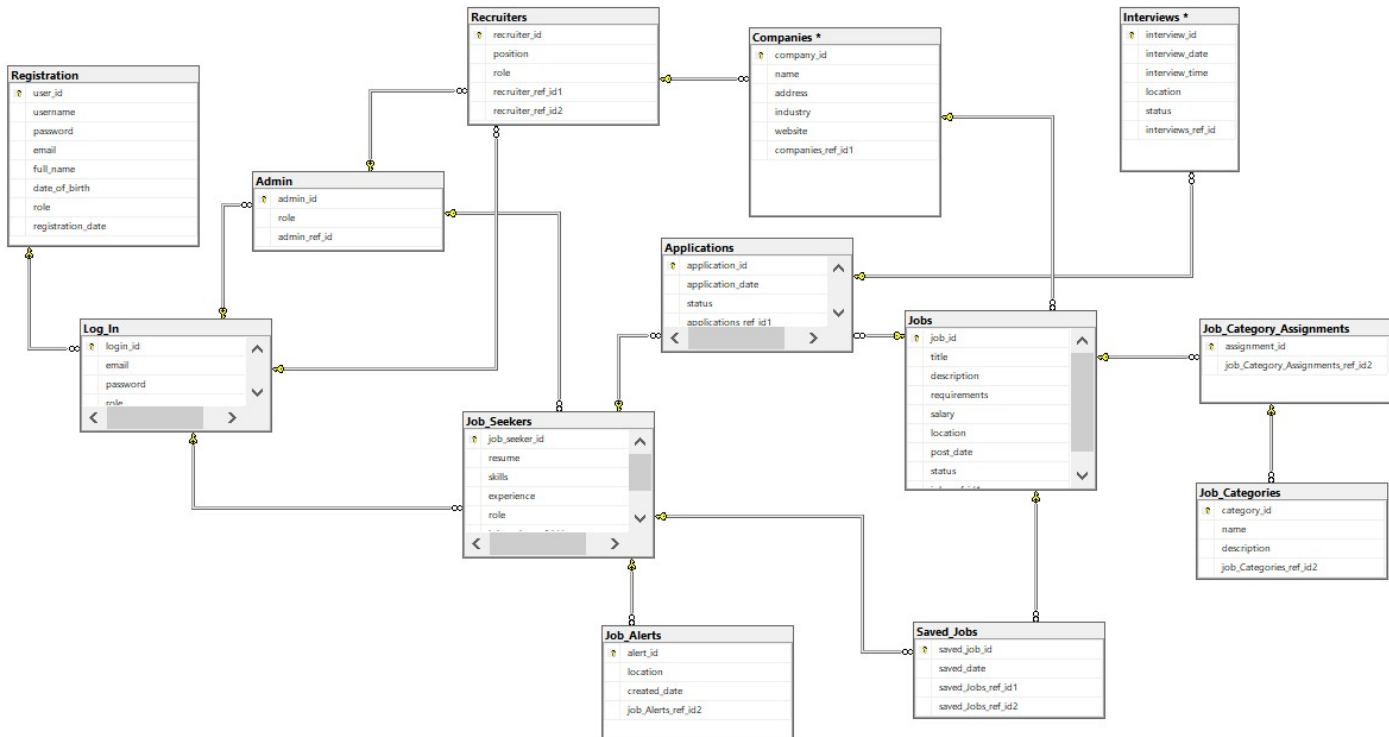 Recruiters
recruiter_id
position
role
recruiter_ref_id1
recruiter_ref_id2
Companies *
company_id
name
address
industry
website
companies_ref_id1
Interviews *
interview_id
interview_date
interview_time
location
status
interviews_ref_id
Registration
user_id
username
password
email
full_name
date_of_birth
role
registration_date
Admin
admin_id
role
admin_ref_id
Applications
application_id
application_date
status
applications_ref_id1
Log_In
login_id
email
password
role
Jobs
job_id
title
description
requirements
salary
location
post_date
status
Job_Category_Assignments
assignment_id
job_Category_Assignments_ref_id2
Job_Seekers
job_seeker_id
resume
skills
experience
role
Job_Categories
category_id
name
description
job_Categories_ref_id2
Job_Alerts
alert_id
location
created_date
job_Alerts_ref_id2
Saved_Jobs
saved_job_id
saved_date
saved_Jobs_ref_id1
saved_Jobs_ref_id2